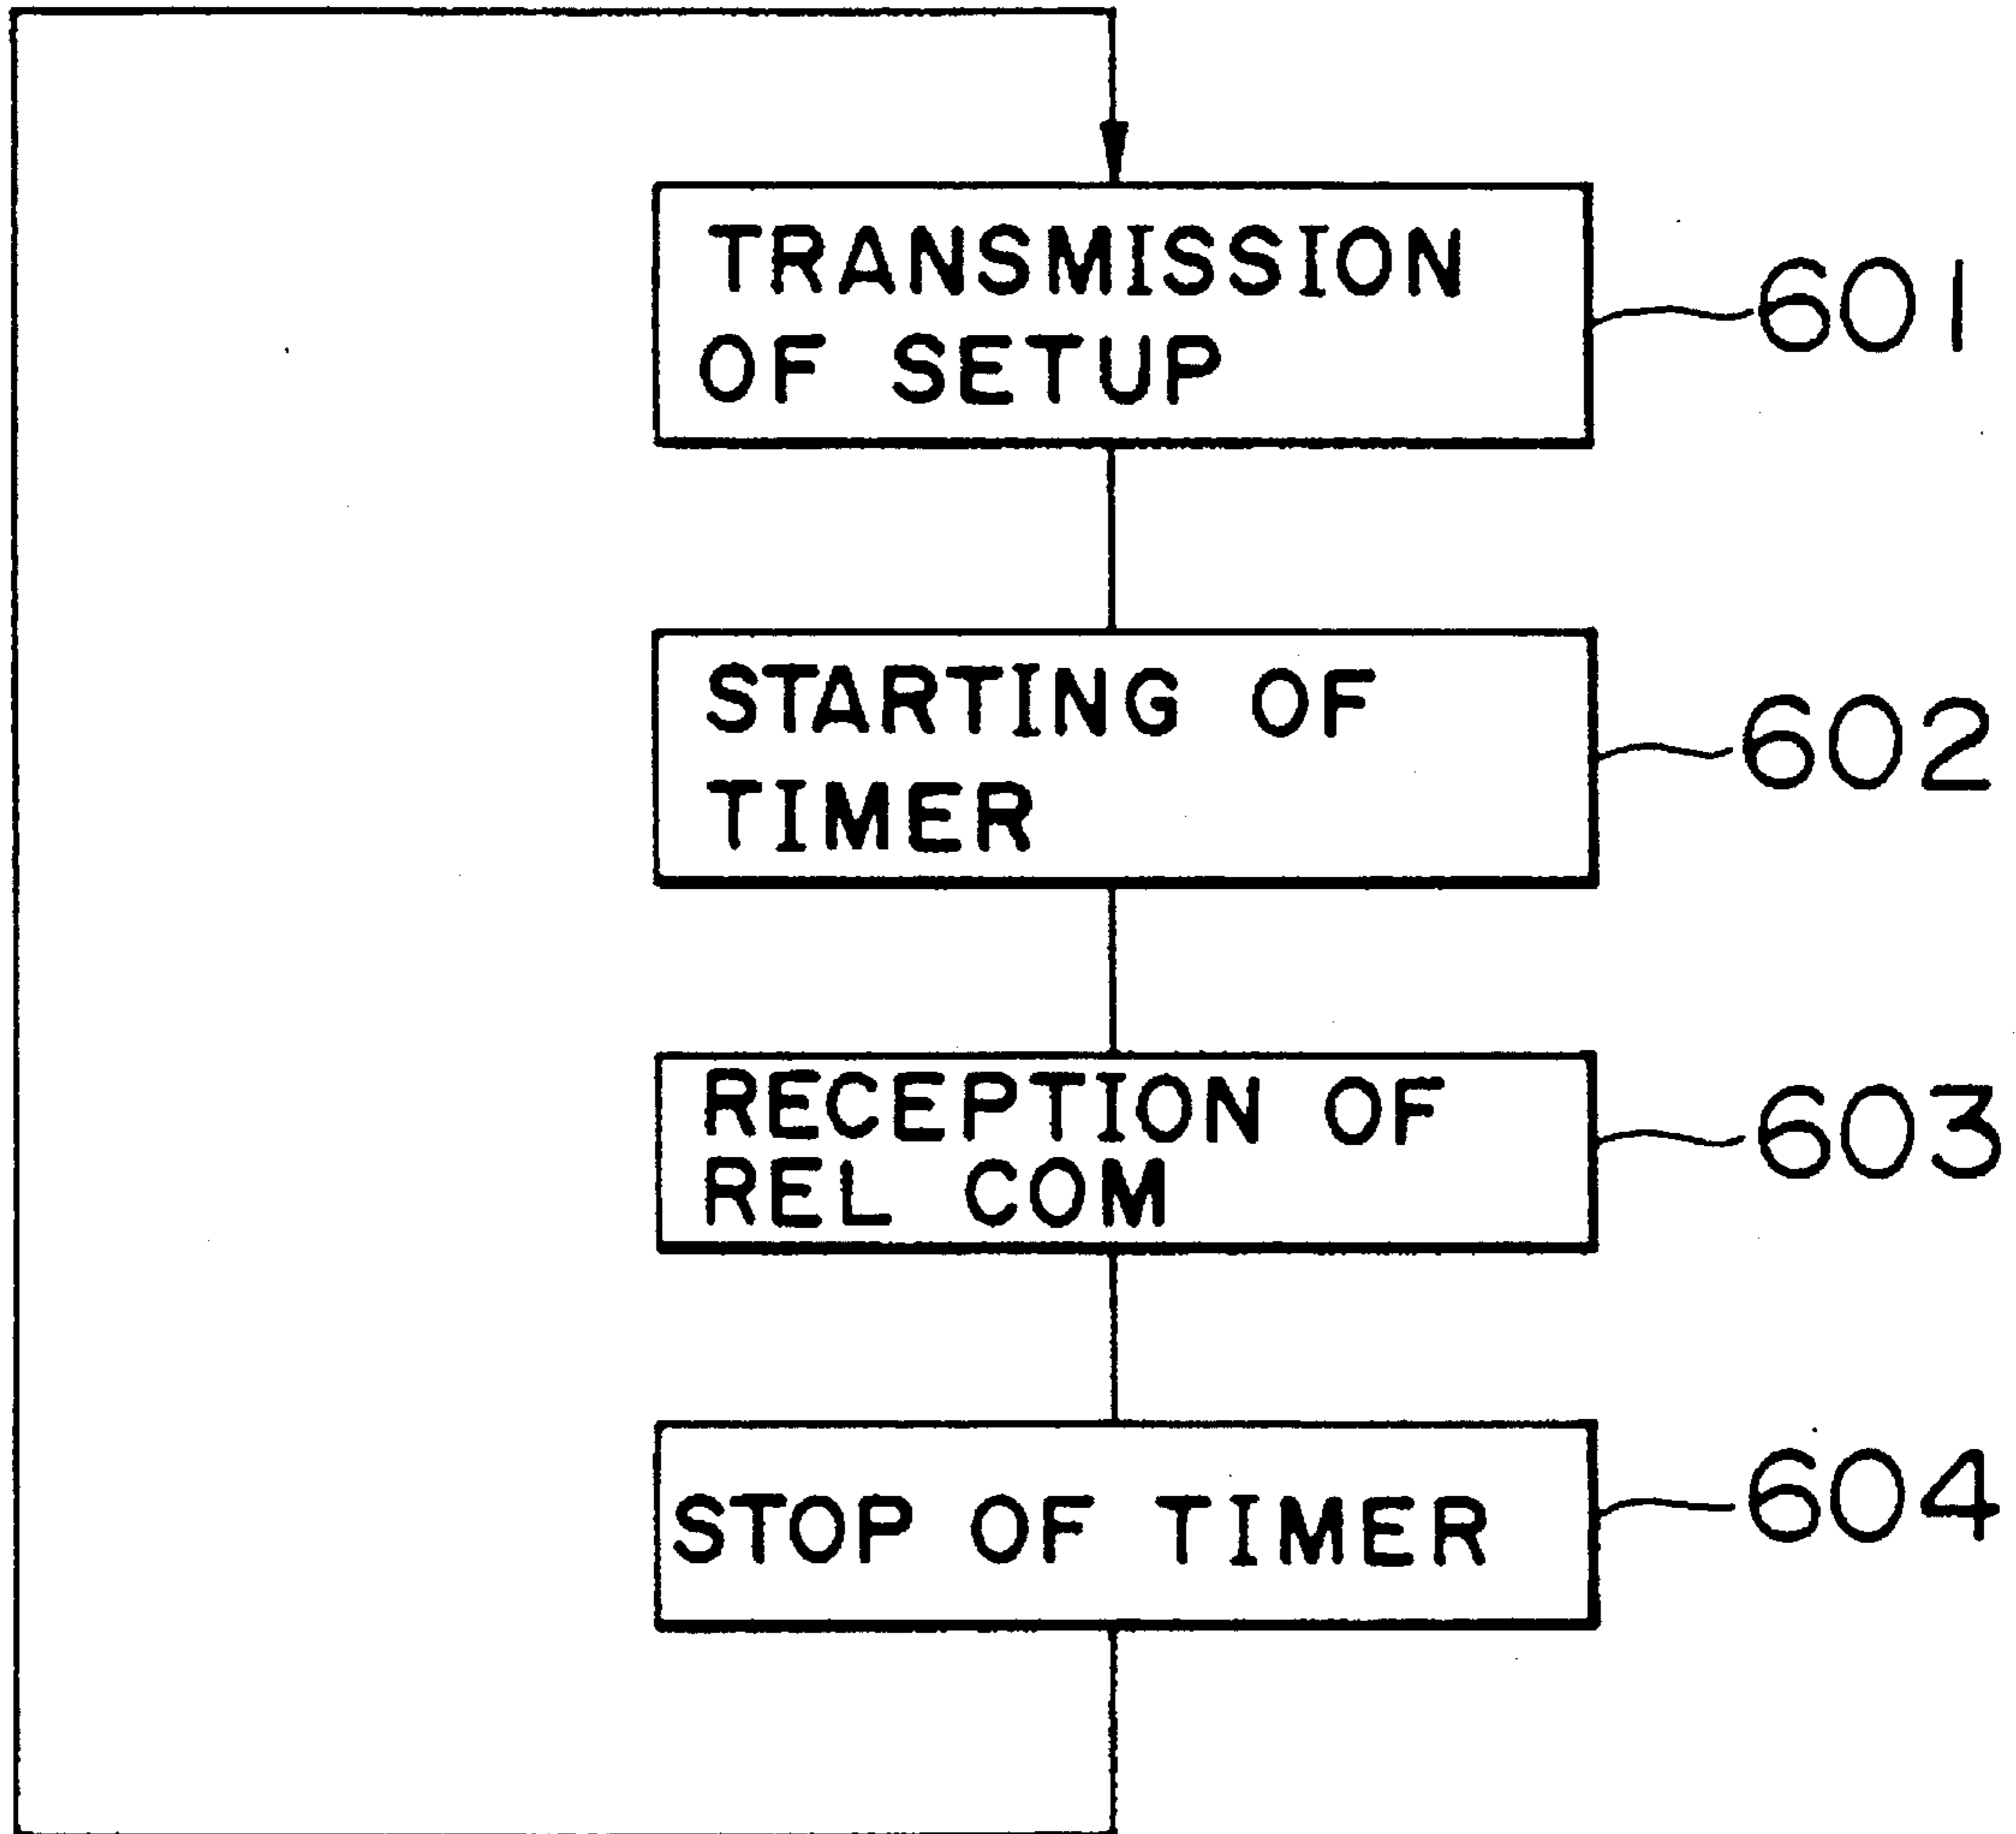 TRANSMISSION
OF SETUP
601
STARTING OF
TIMER
602
RECEPTION OF
REL COM
603
STOP OF TIMER
604